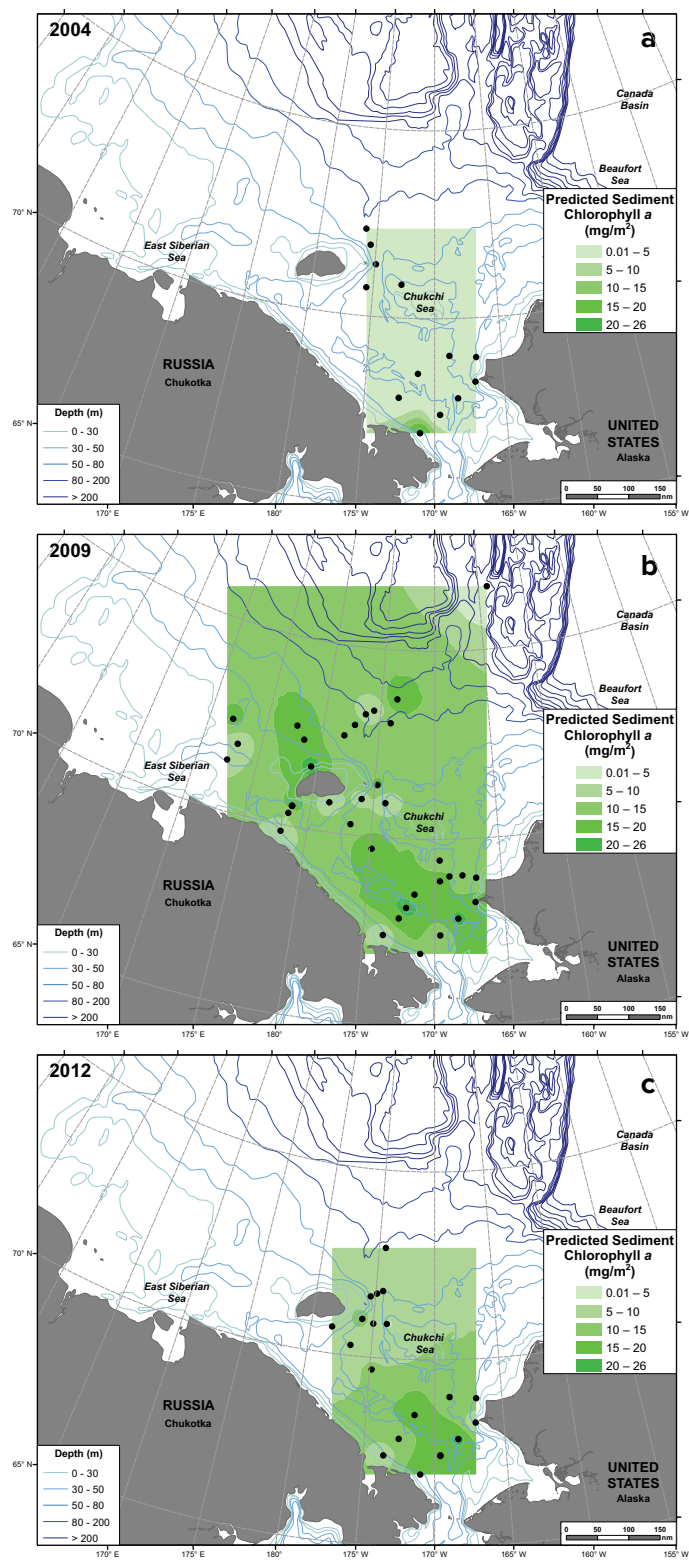 2004
a
Canada
Basin
Beaufort
Sea
70° N
East Siberian
Sea
Chukchi
Sea
Predicted Sediment
Chlorophyll a
(mg/m²)
0.01 – 5
5 – 10
10 – 15
15 – 20
20 – 26
RUSSIA
Chukotka
65° N
Depth (m)
0 - 30
30 - 50
50 - 80
80 - 200
> 200
UNITED
STATES
Alaska
0 50 100 150
nm
170° E 175° E 180° 175° W 170° W 165° W 160° W 155° W
2009
b
Canada
Basin
Beaufort
Sea
70° N
East Siberian
Sea
Chukchi
Sea
Predicted Sediment
Chlorophyll a
(mg/m²)
0.01 – 5
5 – 10
10 – 15
15 – 20
20 – 26
RUSSIA
Chukotka
65° N
Depth (m)
0 - 30
30 - 50
50 - 80
80 - 200
> 200
UNITED
STATES
Alaska
0 50 100 150
nm
170° E 175° E 180° 175° W 170° W 165° W 160° W 155° W
2012
c
Canada
Basin
Beaufort
Sea
70° N
East Siberian
Sea
Chukchi
Sea
Predicted Sediment
Chlorophyll a
(mg/m²)
0.01 – 5
5 – 10
10 – 15
15 – 20
20 – 26
RUSSIA
Chukotka
65° N
Depth (m)
0 - 30
30 - 50
50 - 80
80 - 200
> 200
UNITED
STATES
Alaska
0 50 100 150
nm
170° E 175° E 180° 175° W 170° W 165° W 160° W 155° W